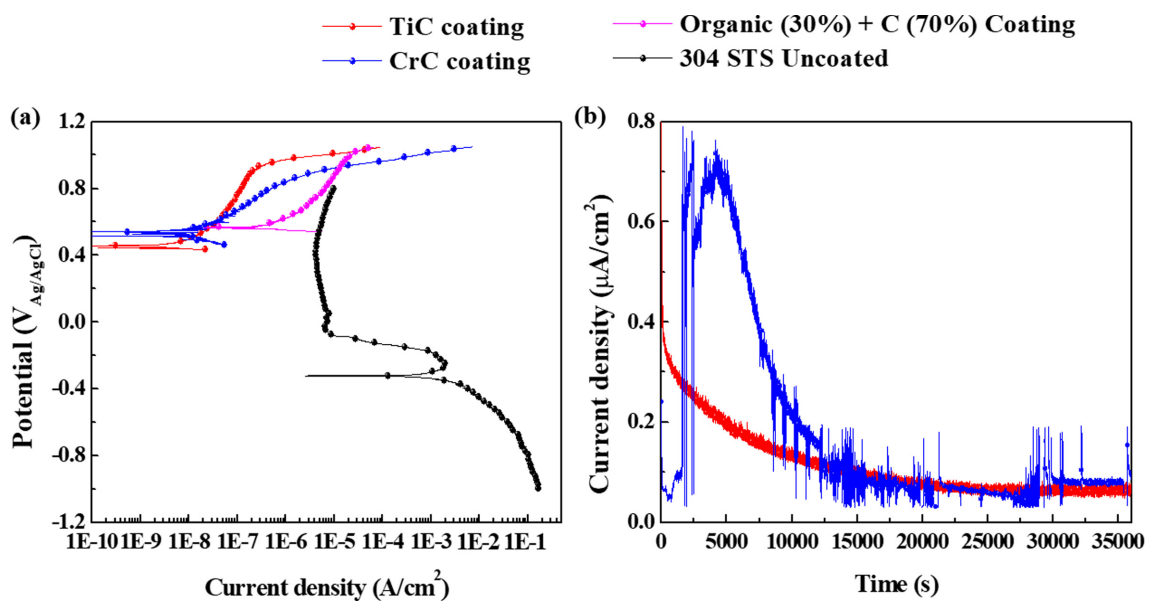 TiC coating
CrC coating
Organic (30%) + C (70%) Coating
304 STS Uncoated
(a)
1.2
0.8
0.4
0.0
-0.4
-0.8
-1.2
Potential (V_Ag/AgCl)
1E-10 1E-9 1E-8 1E-7 1E-6 1E-5 1E-4 1E-3 1E-2 1E-1
Current density (A/cm²)
(b)
0.8
0.6
0.4
0.2
0.0
Current density (μA/cm²)
0 5000 10000 15000 20000 25000 30000 35000
Time (s)